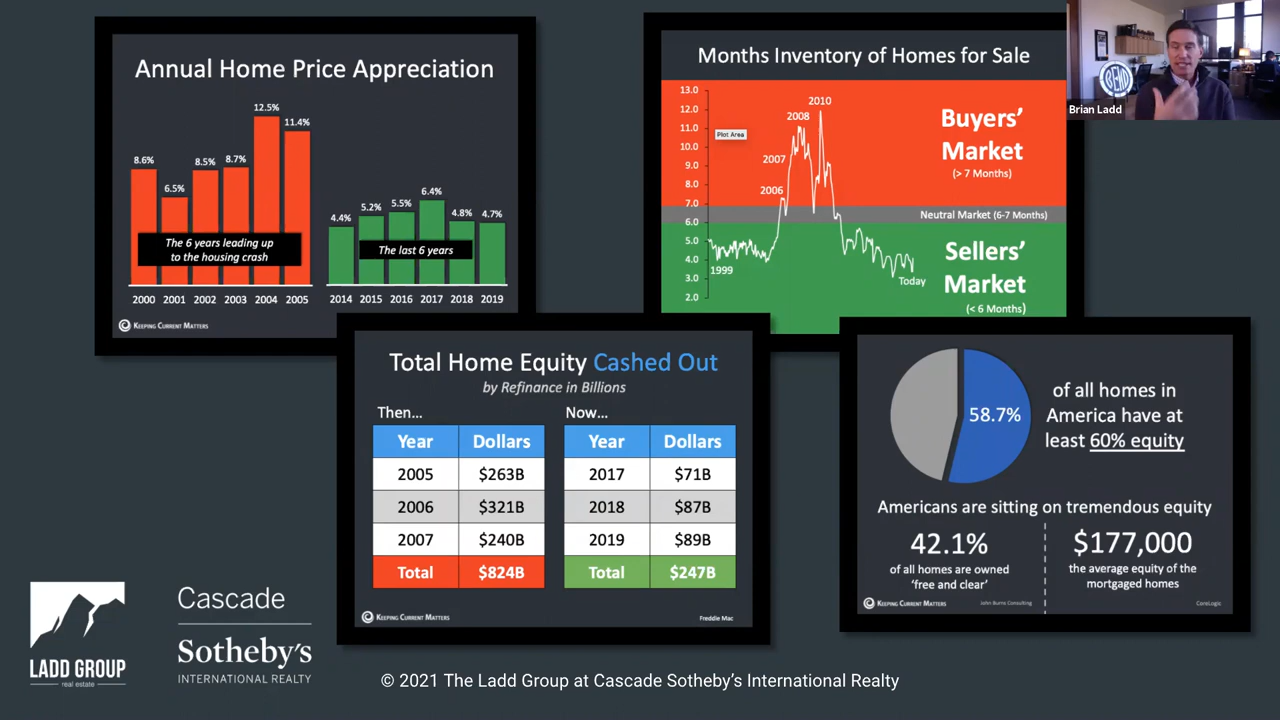 Annual Home Price Appreciation
8.6%
6.5%
8.5%
8.7%
12.5%
11.4%
4.4%
5.2%
5.5%
6.4%
4.8%
4.7%
The 6 years leading up
to the housing crash
The last 6 years
2000 2001 2002 2003 2004 2005 2014 2015 2016 2017 2018 2019
KEEPING CURRENT MATTERS
Months Inventory of Homes for Sale
13.0
12.0
11.0
10.0
9.0
8.0
7.0
6.0
5.0
4.0
3.0
2.0
Plot Area
1999
2006
2007
2008
2010
Today
Buyers’
Market
(> 7 Months)
Neutral Market (6-7 Months)
Sellers’
Market
(< 6 Months)
BEND
Brian Ladd
Total Home Equity Cashed Out
by Refinance in Billions
Then...
Year Dollars
2005 $263B
2006 $321B
2007 $240B
Total $824B
Now...
Year Dollars
2017 $71B
2018 $87B
2019 $89B
Total $247B
KEEPING CURRENT MATTERS
Freddie Mac
58.7%
of all homes in
America have at
least 60% equity
Americans are sitting on tremendous equity
42.1%
of all homes are owned
‘free and clear’
$177,000
the average equity of the
mortgaged homes
KEEPING CURRENT MATTERS
John Burns Consulting
CoreLogic
LADD GROUP
real estate
Cascade
Sotheby’s
INTERNATIONAL REALTY
© 2021 The Ladd Group at Cascade Sotheby’s International Realty